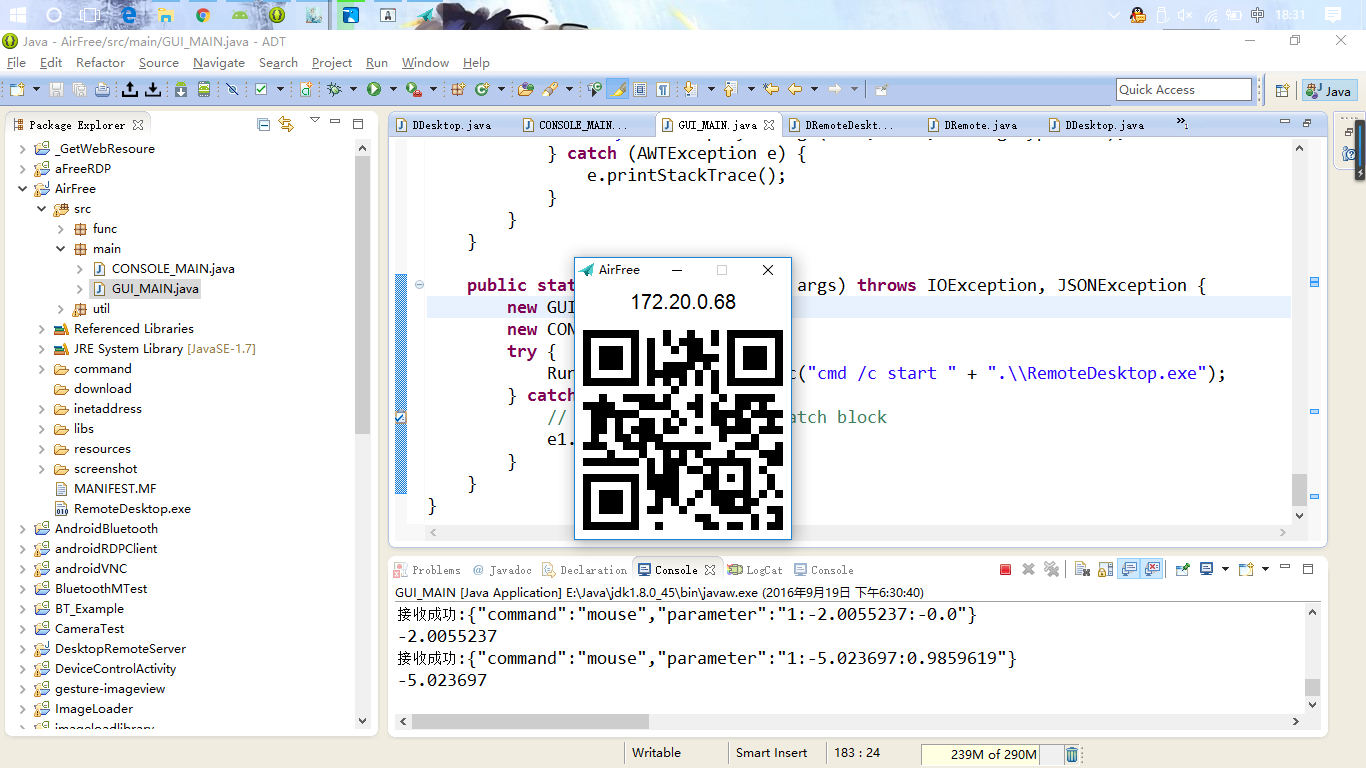 18:31
Java - AirFree/src/main/GUI_MAIN.java - ADT
File Edit Refactor Source Navigate Search Project Run Window Help
Quick Access
Java
Package Explorer
_GetWebResoure
aFreeRDP
AirFree
src
func
main
CONSOLE_MAIN.java
GUI_MAIN.java
util
Referenced Libraries
JRE System Library [JavaSE-1.7]
command
download
inetaddress
libs
resources
screenshot
MANIFEST.MF
RemoteDesktop.exe
AndroidBluetooth
androidRDPClient
androidVNC
BluetoothMTest
BT_Example
CameraTest
DesktopRemoteServer
DeviceControlActivity
gesture-imageview
ImageLoader
imageloadlibrary
DDesktop.java CONSOLE_MAIN... GUI_MAIN.java DRemoteDeskt... DRemote.java DDesktop.java »1
} catch (AWTException e) {
e.printStackTrace();
}
}
}
public stat args) throws IOException, JSONException {
new GUI
new CON
try {
Run c("cmd /c start " + ".\\RemoteDesktop.exe");
} catch
// atch block
e1.
}
}
}
AirFree
172.20.0.68
Problems @ Javadoc Declaration Console LogCat Console
GUI_MAIN [Java Application] E:\Java\jdk1.8.0_45\bin\javaw.exe (2016年9月19日 下午6:30:40)
接收成功:{"command":"mouse","parameter":"1:-2.0055237:-0.0"}
-2.0055237
接收成功:{"command":"mouse","parameter":"1:-5.023697:0.9859619"}
-5.023697
Writable Smart Insert 183 : 24 239M of 290M